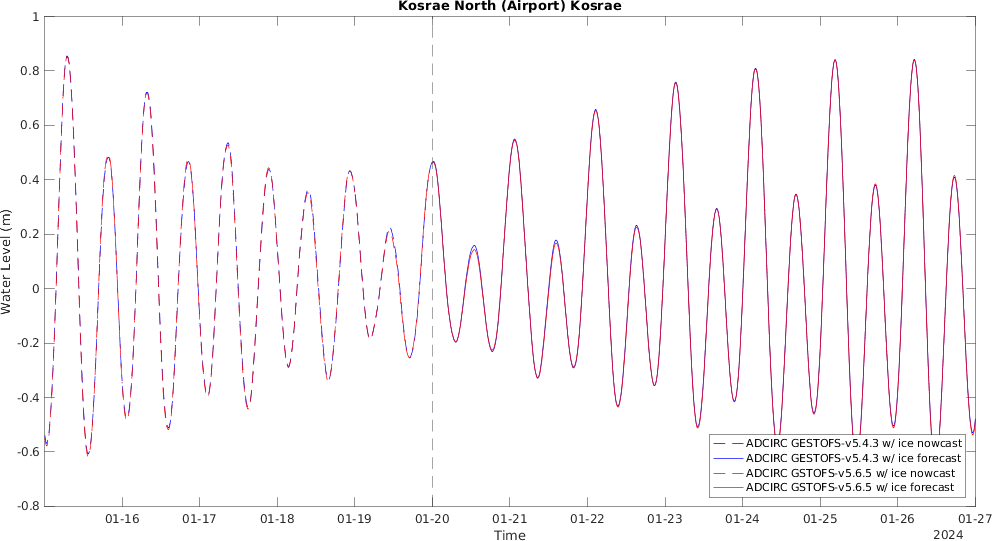 Kosrae North (Airport) Kosrae
1
0.8
0.6
0.4
0.2
0
-0.2
-0.4
-0.6
-0.8
Water Level (m)
ADCIRC GESTOFS-v5.4.3 w/ ice nowcast
ADCIRC GESTOFS-v5.4.3 w/ ice forecast
ADCIRC GSTOFS-v5.6.5 w/ ice nowcast
ADCIRC GSTOFS-v5.6.5 w/ ice forecast
01-16 01-17 01-18 01-19 01-20 01-21 01-22 01-23 01-24 01-25 01-26 01-27
Time
2024